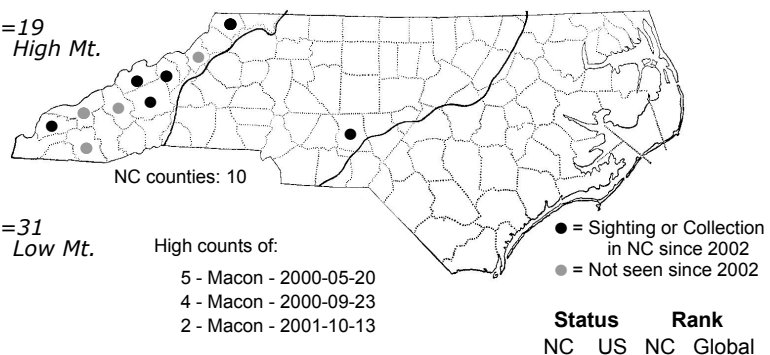 =19
High Mt.
NC counties: 10
=31
Low Mt.
High counts of:
5 - Macon - 2000-05-20
4 - Macon - 2000-09-23
2 - Macon - 2001-10-13
● = Sighting or Collection
in NC since 2002
● = Not seen since 2002
Status Rank
NC US NC Global